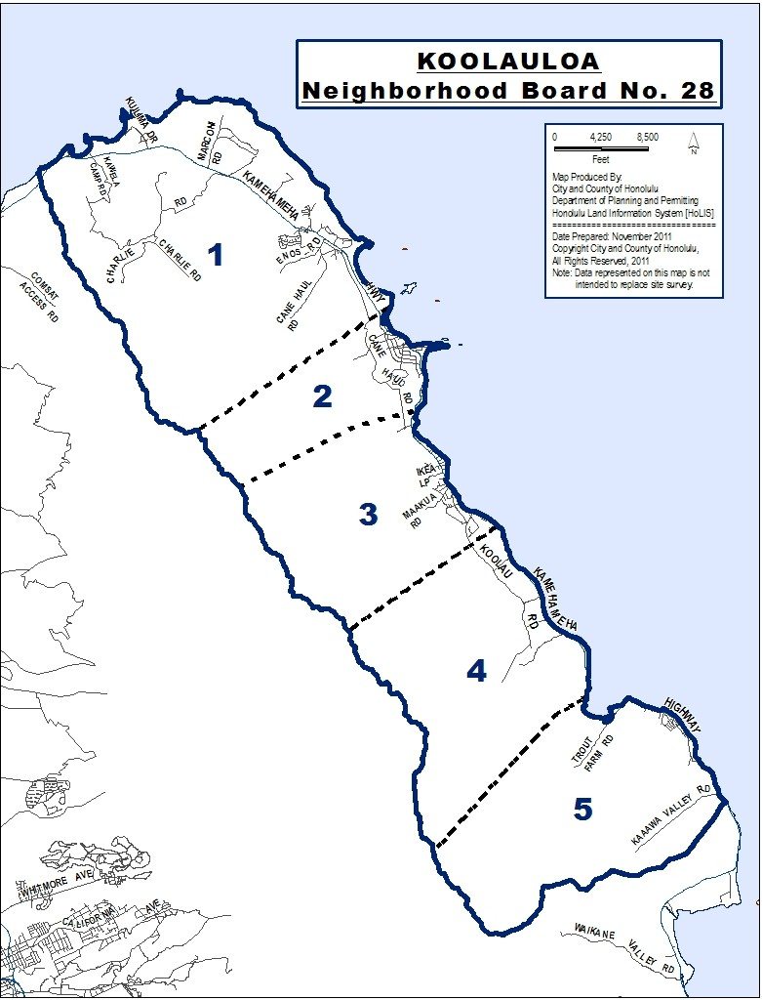 KOOLAULOA
Neighborhood Board No. 28
0 4,250 8,500
Feet
N
Map Produced By:
City and County of Honolulu
Department of Planning and Permitting
Honolulu Land Information System [HoLIS]
Date Prepared: November 2011
Copyright City and County of Honolulu,
All Rights Reserved, 2011
Note: Data represented on this map is not
intended to replace site survey.
KUILIMA DR
MARCONI
RD
KAWELA
CAMP RD
KAMEHAMEHA
HWY
RD
CHARLIE
CHARLIE RD
1
ENOS RD
CANE HAUL
RD
COMSAT
ACCESS RD
CANE
HAUD
RD
2
IKEA
LP
MAAKUA
RD
3
KOOLAU
RD
KAMEHAMEHA
4
HIGHWAY
TROUT
FARM RD
5
KAAAWA VALLEY RD
WHITMORE AVE
CALIFORNIA AVE
WAIKANE
VALLEY RD